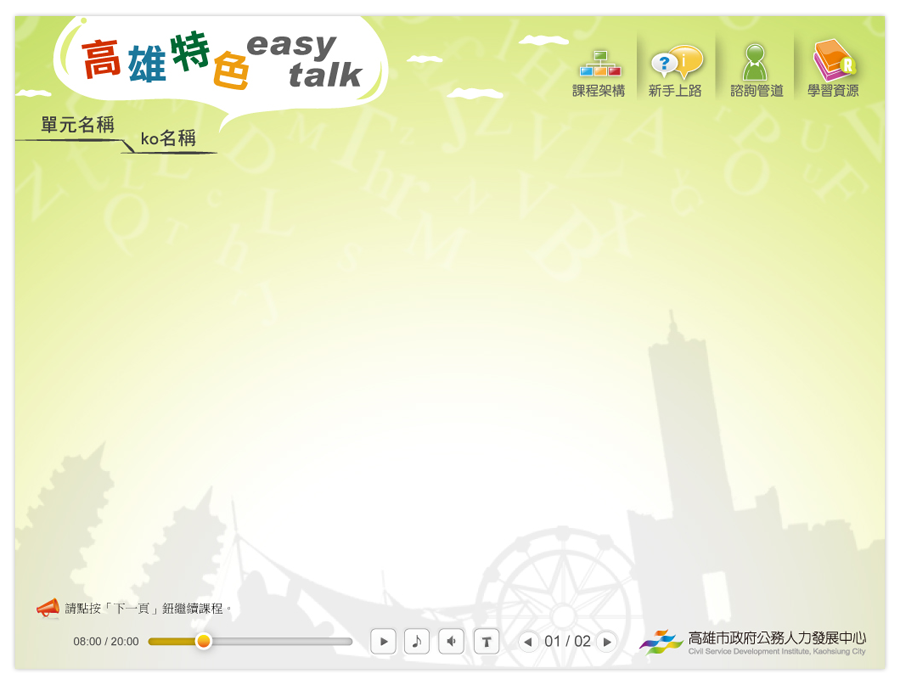 高雄特色 easy talk
課程架構
新手上路
諮詢管道
學習資源
單元名稱
ko名稱
請點按「下一頁」鈕繼續課程。
08:00 / 20:00
T
01 / 02
高雄市政府公務人力發展中心
Civil Service Development Institute, Kaohsiung City